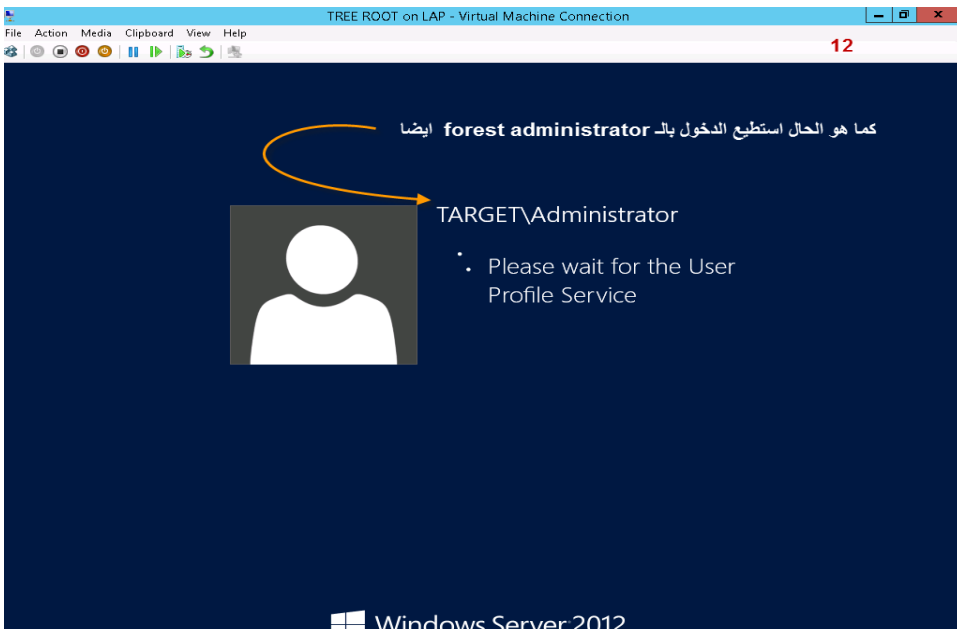 TREE ROOT on LAP - Virtual Machine Connection
File Action Media Clipboard View Help
12
كما هو الحال استطيع الدخول بالـ forest administrator ايضا
TARGET\Administrator
Please wait for the User
Profile Service
Windows Server 2012